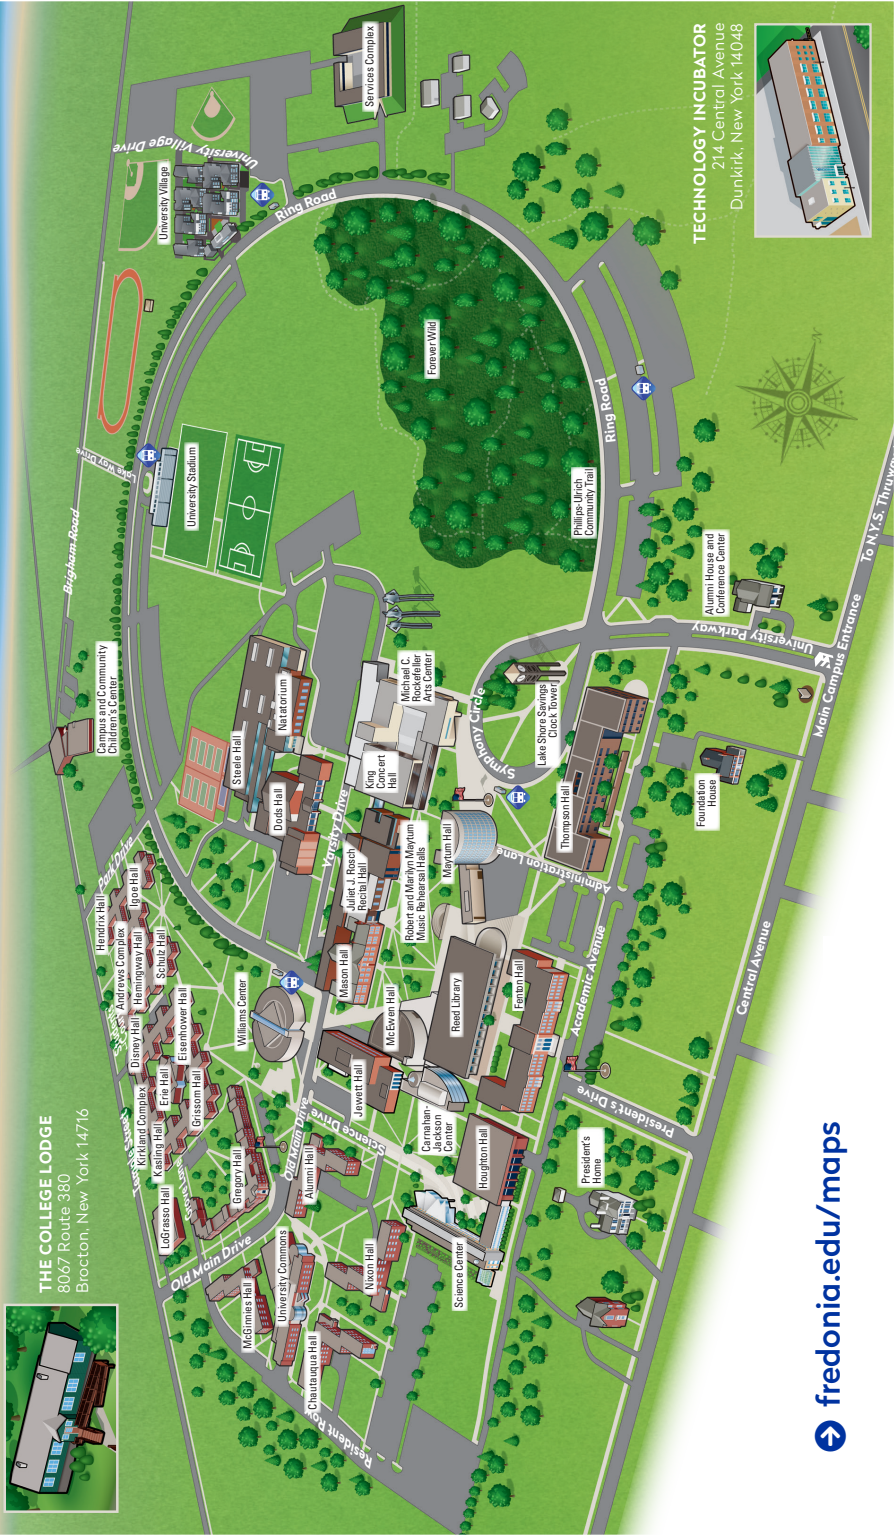 THE COLLEGE LODGE
8067 Route 380
Brocton, New York 14716
TECHNOLOGY INCUBATOR
214 Central Avenue
Dunkirk, New York 14048
Brigham Road
Lake Way Drive
University Village Drive
University Village
Services Complex
Ring Road
Campus and Community
Children's Center
University Stadium
Forever Wild
Phillips-Ulrich
Community Trail
Ring Road
Park Drive
Hendrix Hall
Igoe Hall
Andrews Complex
Hemingway Hall
Schulz Hall
Disney Hall
Eisenhower Hall
Kirkland Complex
Erie Hall
Kasling Hall
Grissom Hall
Gregory Hall
LoGrasso Hall
Old Main Drive
Old Main Drive
Williams Center
Steele Hall
Natatorium
Dods Hall
Varsity Drive
King
Concert
Hall
Michael C.
Rockefeller
Arts Center
Juliet J. Rosch
Recital Hall
Robert and Marilyn Maytum
Music Rehearsal Halls
Mason Hall
Maytum Hall
Symphony Circle
Lake Shore Savings
Clock Tower
Thompson Hall
Administration Lane
McEwen Hall
Reed Library
Fenton Hall
Jewett Hall
Science Drive
Carnahan-
Jackson
Center
Houghton Hall
Alumni Hall
University Commons
McGinnies Hall
Nixon Hall
Chautauqua Hall
Science Center
Resident Row
Academic Avenue
President's Drive
President's
Home
Foundation
House
Alumni House and
Conference Center
University Parkway
Central Avenue
Main Campus Entrance
To N.Y.S. Thruway
N
fredonia.edu/maps